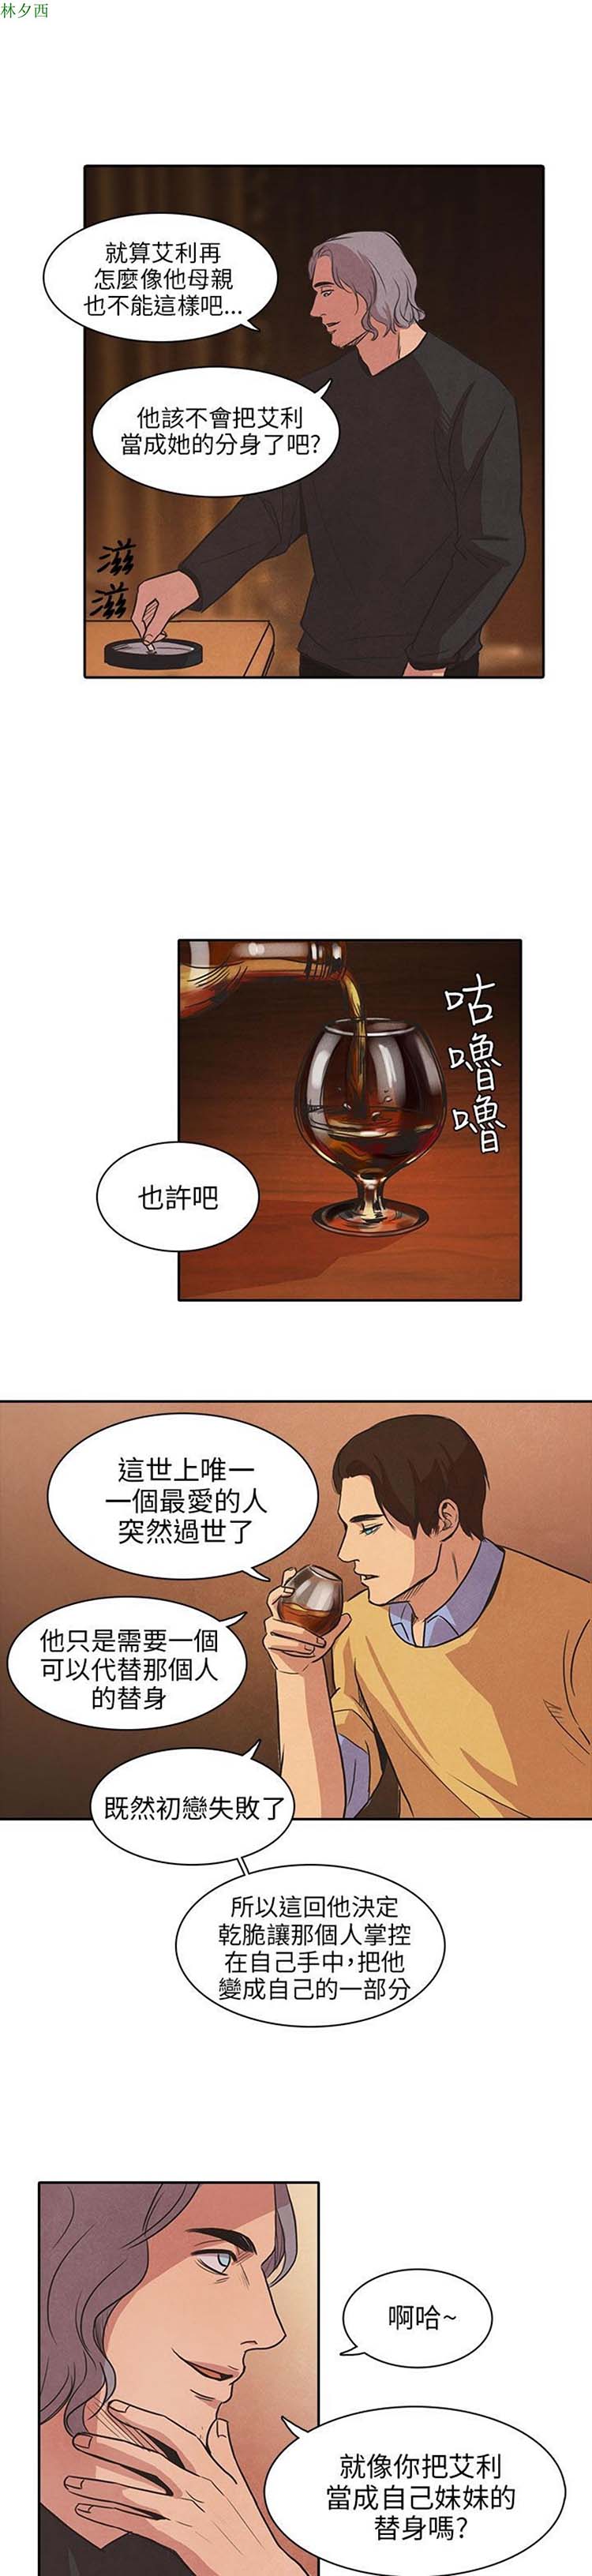 林夕西
就算艾利再
怎麼像他母親
也不能這樣吧...
他該不會把艾利
當成她的分身了吧?
滋
滋
咕
嚕
嚕
也許吧
這世上唯一
一個最愛的人
突然過世了
他只是需要一個
可以代替那個人
的替身
既然初戀失敗了
所以這回他決定
乾脆讓那個人掌控
在自己手中，把他
變成自己的一部分
啊哈~
就像你把艾利
當成自己妹妹的
替身嗎?